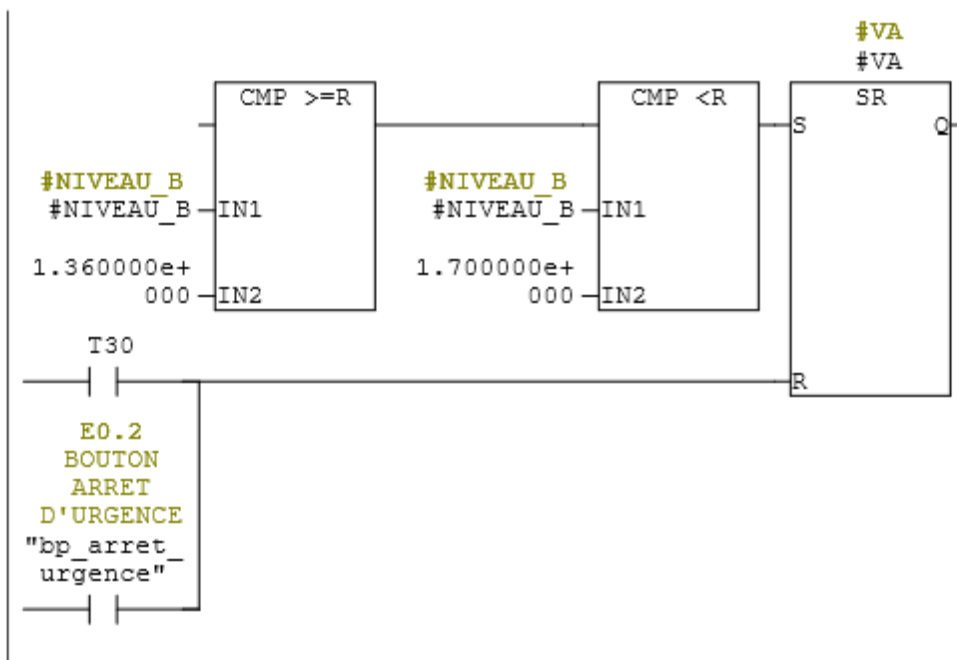 #VA
#VA
CMP >=R
CMP <R
SR
S
Q
#NIVEAU_B
#NIVEAU_B
#NIVEAU_B
IN1
#NIVEAU_B
IN1
1.360000e+
000
IN2
1.700000e+
000
IN2
T30
R
E0.2
BOUTON
ARRET
D'URGENCE
"bp_arret_
urgence"